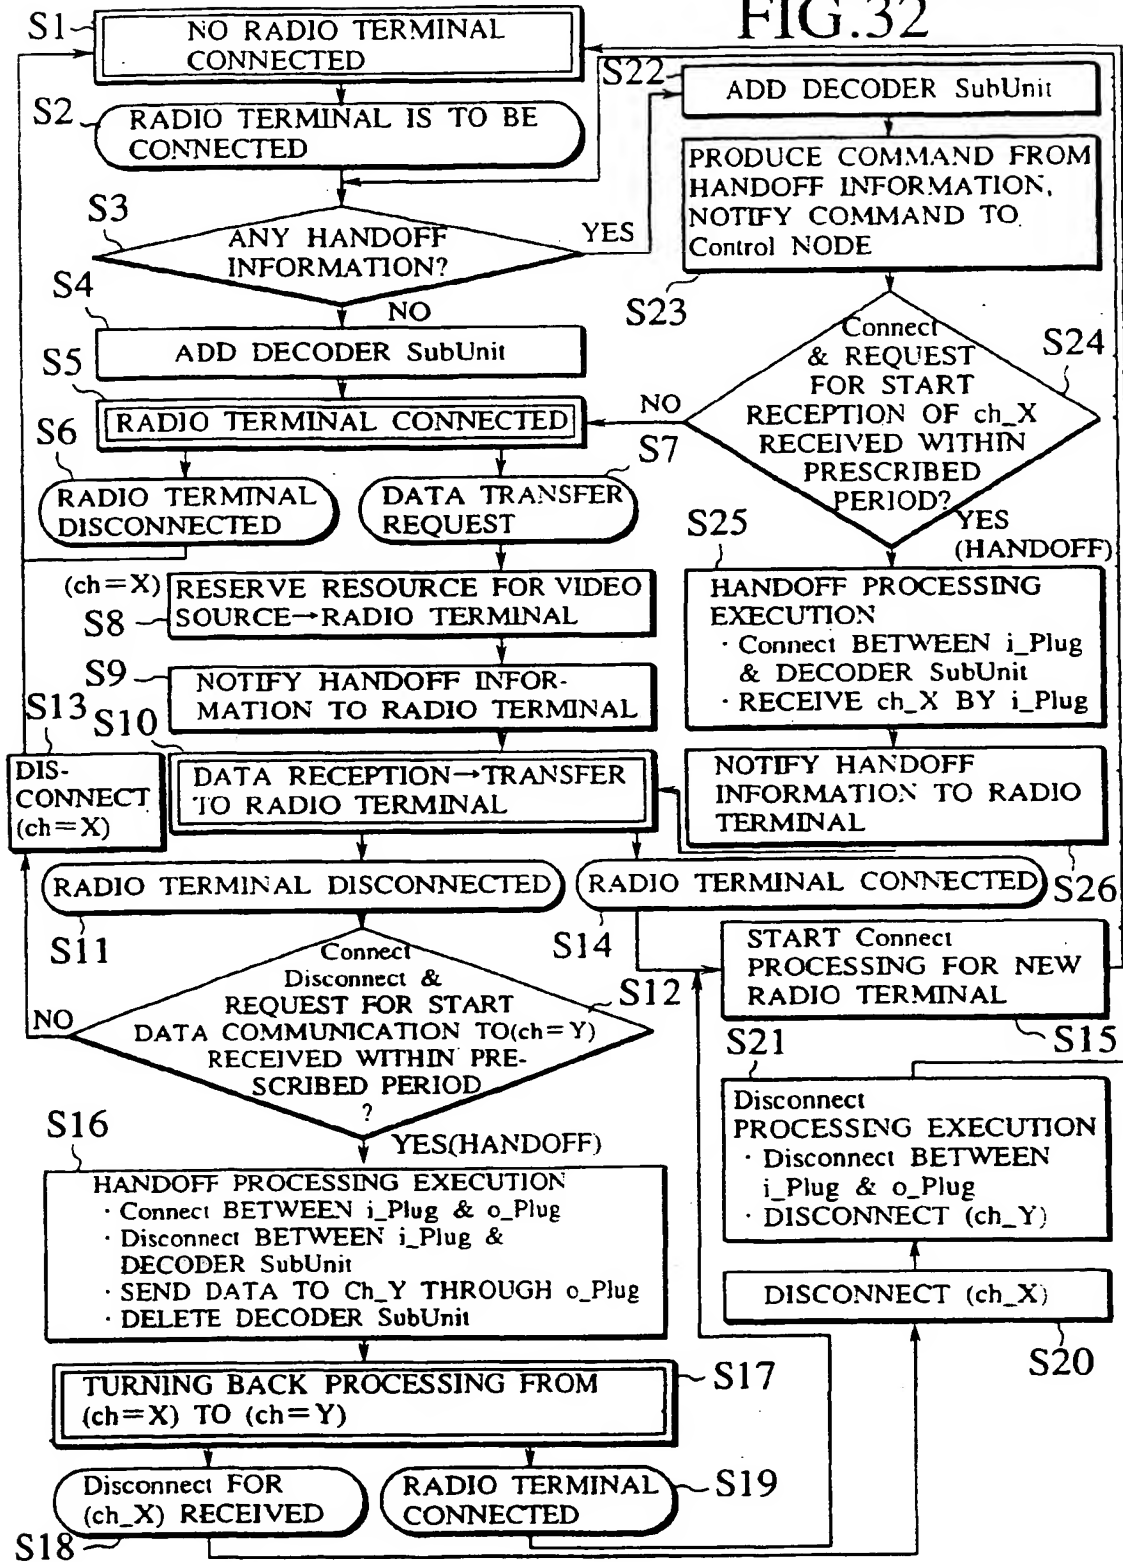 FIG.32
S1
NO RADIO TERMINAL
CONNECTED
S2
RADIO TERMINAL IS TO BE
CONNECTED
S3
ANY HANDOFF
INFORMATION?
YES
NO
S4
ADD DECODER SubUnit
S5
RADIO TERMINAL CONNECTED
S6
RADIO TERMINAL
DISCONNECTED
S7
DATA TRANSFER
REQUEST
(ch=X)
S8
RESERVE RESOURCE FOR VIDEO
SOURCE→RADIO TERMINAL
S9
NOTIFY HANDOFF INFOR-
MATION TO RADIO TERMINAL
S10
DATA RECEPTION→TRANSFER
TO RADIO TERMINAL
S13
DIS-
CONNECT
(ch=X)
RADIO TERMINAL DISCONNECTED
S11
RADIO TERMINAL CONNECTED
S14
Connect
Disconnect &
REQUEST FOR START
DATA COMMUNICATION TO(ch=Y)
RECEIVED WITHIN PRE-
SCRIBED PERIOD
?
S12
NO
YES(HANDOFF)
S16
HANDOFF PROCESSING EXECUTION
· Connect BETWEEN i_Plug & o_Plug
· Disconnect BETWEEN i_Plug &
DECODER SubUnit
· SEND DATA TO Ch_Y THROUGH o_Plug
· DELETE DECODER SubUnit
TURNING BACK PROCESSING FROM
(ch=X) TO (ch=Y)
S17
Disconnect FOR
(ch_X) RECEIVED
S18
RADIO TERMINAL
CONNECTED
S19
S22
ADD DECODER SubUnit
PRODUCE COMMAND FROM
HANDOFF INFORMATION,
NOTIFY COMMAND TO
Control NODE
S23
Connect
& REQUEST
FOR START
RECEPTION OF ch_X
RECEIVED WITHIN
PRESCRIBED
PERIOD?
S24
NO
YES
(HANDOFF)
S25
HANDOFF PROCESSING
EXECUTION
· Connect BETWEEN i_Plug
& DECODER SubUnit
· RECEIVE ch_X BY i_Plug
NOTIFY HANDOFF
INFORMATION TO RADIO
TERMINAL
S26
START Connect
PROCESSING FOR NEW
RADIO TERMINAL
S15
S21
Disconnect
PROCESSING EXECUTION
· Disconnect BETWEEN
i_Plug & o_Plug
· DISCONNECT (ch_Y)
DISCONNECT (ch_X)
S20